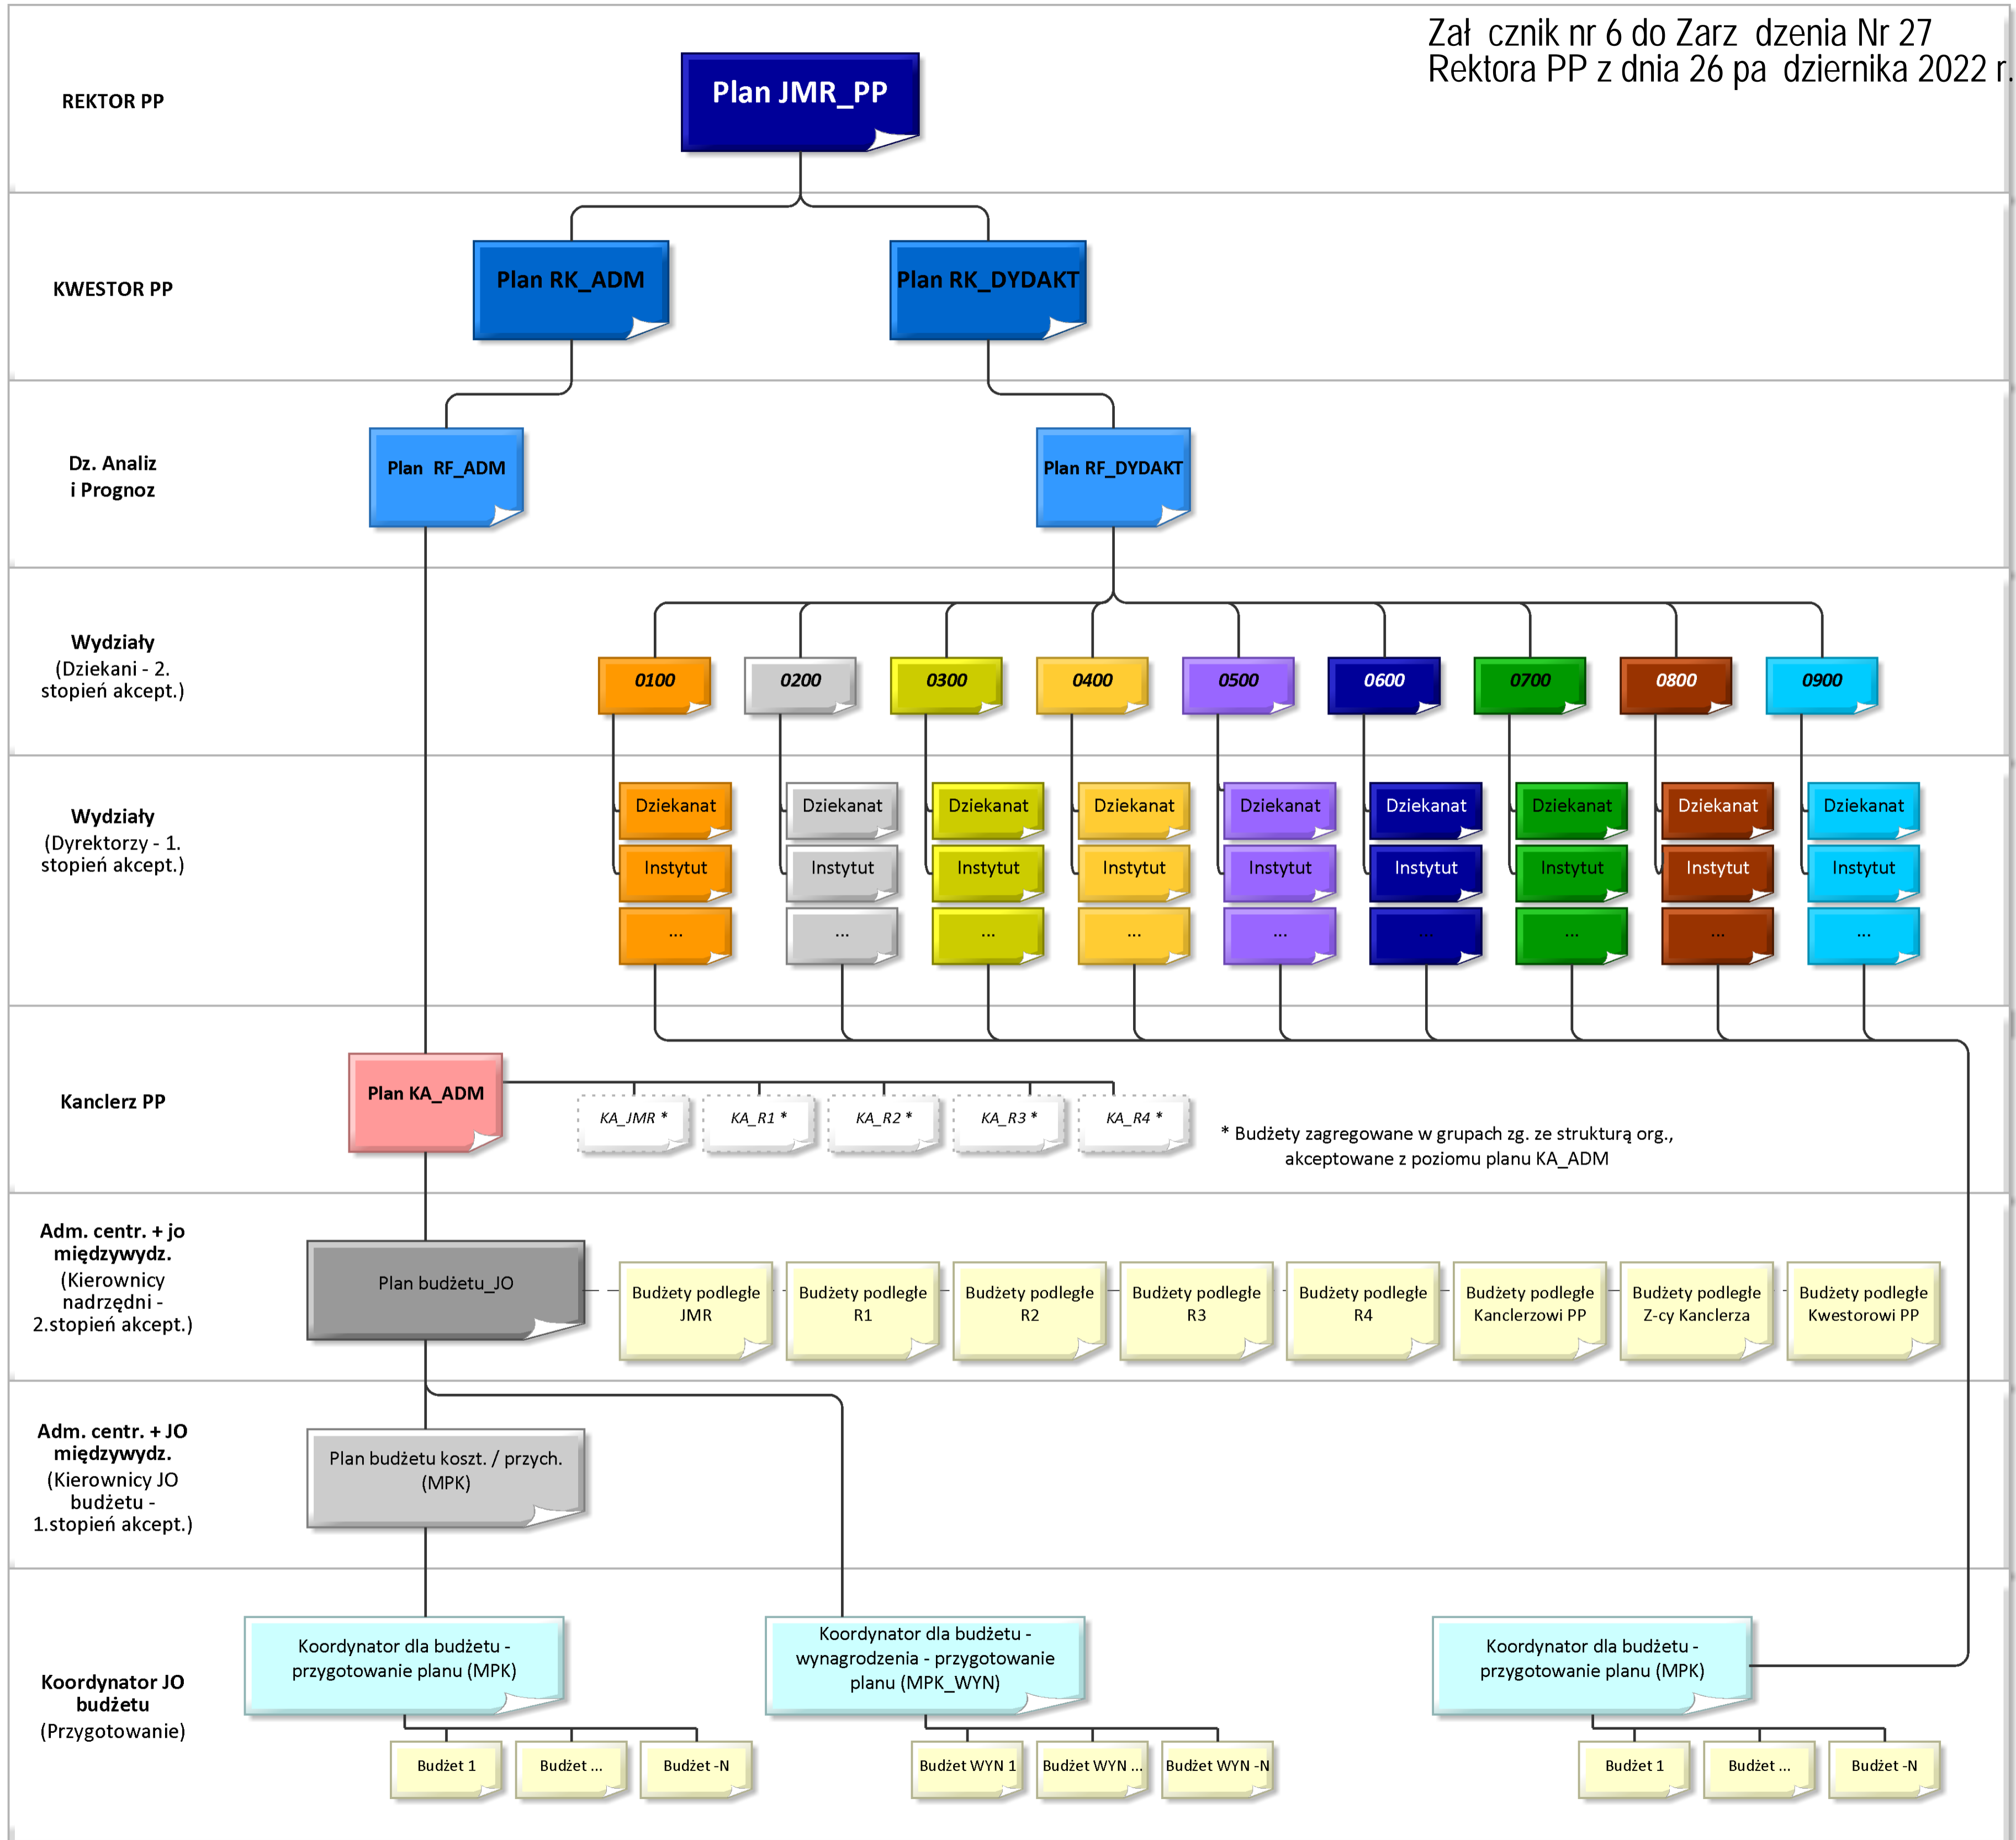 Zał cznik nr 6 do Zarz dzenia Nr 27
Rektora PP z dnia 26 pa dziernika 2022 r.
REKTOR PP
Plan JMR_PP
KWESTOR PP
Plan RK_ADM
Plan RK_DYDAKT
Dz. Analiz
i Prognoz
Plan RF_ADM
Plan RF_DYDAKT
Wydziały
(Dziekani - 2.
stopień akcept.)
0100
0200
0300
0400
0500
0600
0700
0800
0900
Wydziały
(Dyrektorzy - 1.
stopień akcept.)
Dziekanat
Dziekanat
Dziekanat
Dziekanat
Dziekanat
Dziekanat
Dziekanat
Dziekanat
Dziekanat
Instytut
Instytut
Instytut
Instytut
Instytut
Instytut
Instytut
Instytut
Instytut
...
...
...
...
...
...
...
...
...
Kanclerz PP
Plan KA_ADM
KA_JMR *
KA_R1 *
KA_R2 *
KA_R3 *
KA_R4 *
* Budżety zagregowane w grupach zg. ze strukturą org.,
akceptowane z poziomu planu KA_ADM
Adm. centr. + jo
międzywydz.
(Kierownicy
nadrzędni -
2.stopień akcept.)
Plan budżetu_JO
Budżety podległe
JMR
Budżety podległe
R1
Budżety podległe
R2
Budżety podległe
R3
Budżety podległe
R4
Budżety podległe
Kanclerzowi PP
Budżety podległe
Z-cy Kanclerza
Budżety podległe
Kwestorowi PP
Adm. centr. + JO
międzywydz.
(Kierownicy JO
budżetu -
1.stopień akcept.)
Plan budżetu koszt. / przych.
(MPK)
Koordynator JO
budżetu
(Przygotowanie)
Koordynator dla budżetu -
przygotowanie planu (MPK)
Koordynator dla budżetu -
wynagrodzenia - przygotowanie
planu (MPK_WYN)
Koordynator dla budżetu -
przygotowanie planu (MPK)
Budżet 1
Budżet ...
Budżet -N
Budżet WYN 1
Budżet WYN ...
Budżet WYN -N
Budżet 1
Budżet ...
Budżet -N